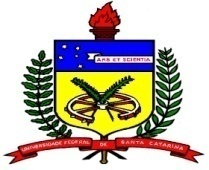 ARS ET SCIENTIA
UNIVERSIDADE FEDERAL DE SANTA CATARINA